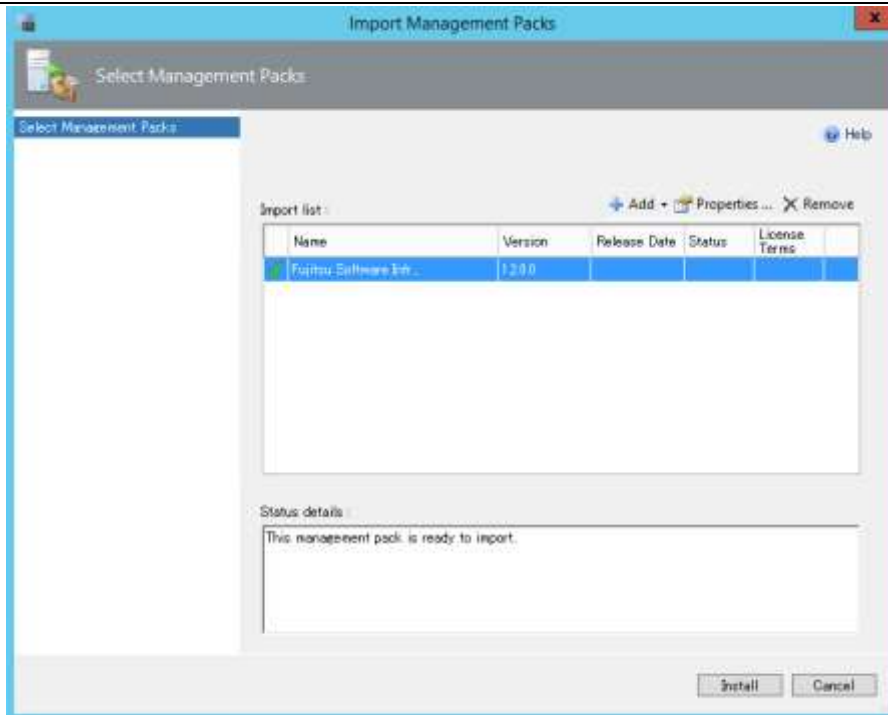 Import Management Packs
Select Management Packs
Select Management Packs
Help
Import list :
Add
Properties ...
Remove
Name
Version
Release Date
Status
License
Terms
Fujitsu Software Infr...
1.2.0.0
Status details :
This management pack is ready to import.
Install
Cancel